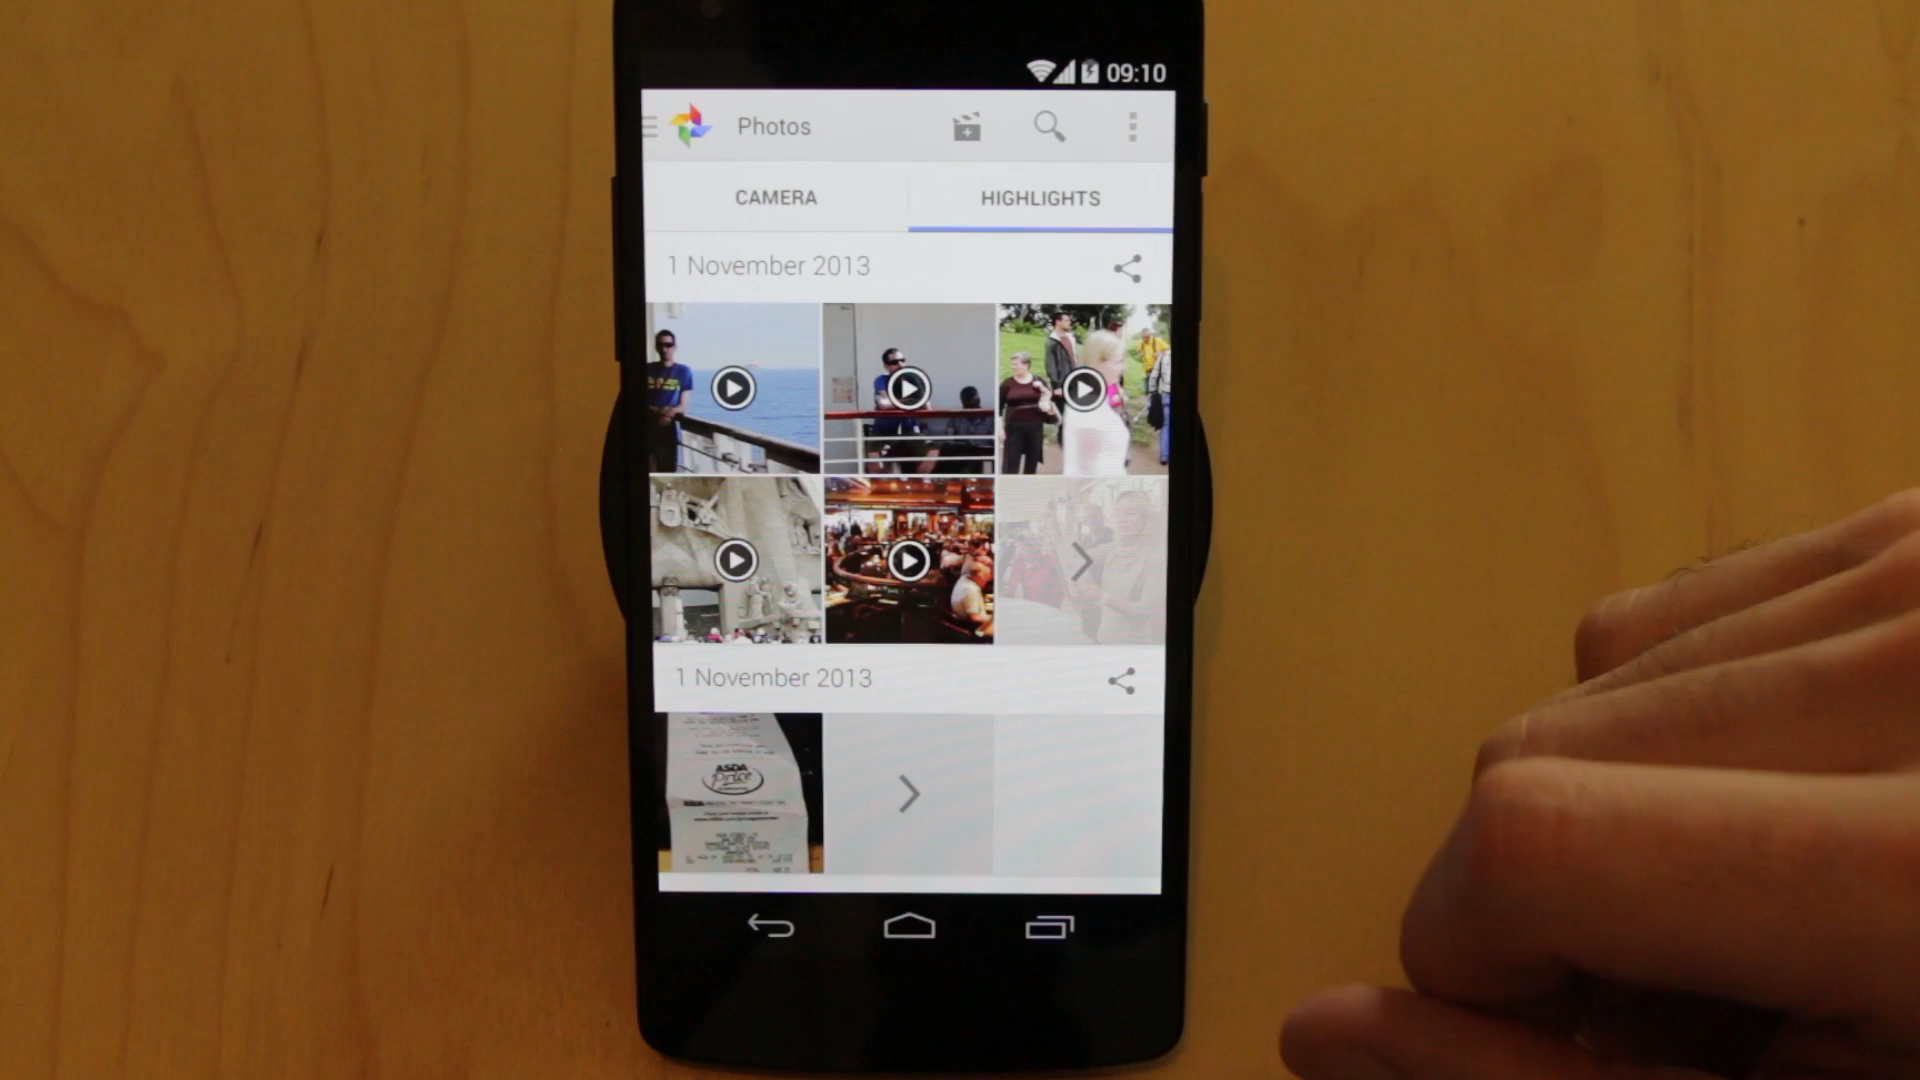 09:10
Photos
CAMERA
HIGHLIGHTS
1 November 2013
1 November 2013
ASDA
Price